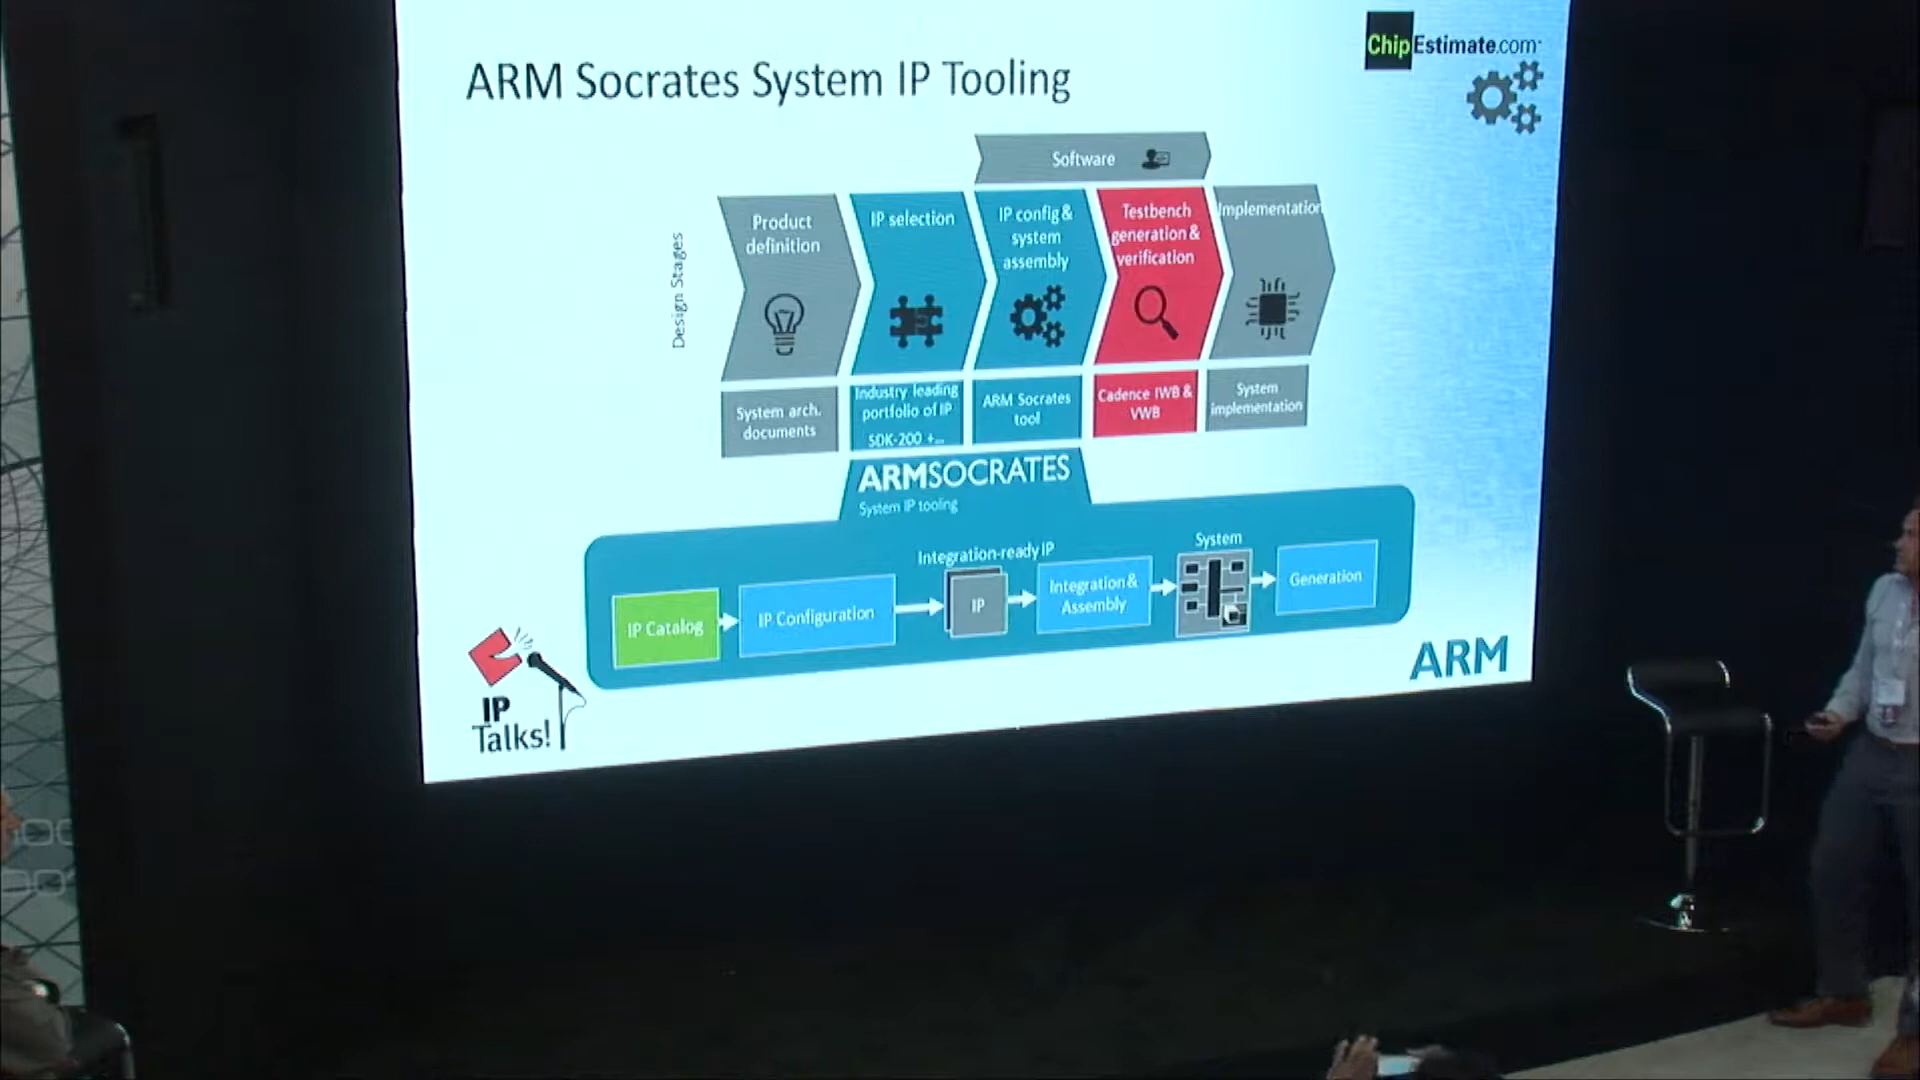 ARM Socrates System IP Tooling
ChipEstimate.com
Software
Design Stages
Product
definition
IP selection
IP config &
system
assembly
Testbench
generation &
verification
Implementation
System arch.
documents
Industry leading
portfolio of IP
SDK-200 +...
ARM Socrates
tool
Cadence IWB &
VWB
System
implementation
ARMSOCRATES
System IP tooling
IP Catalog
IP Configuration
Integration-ready IP
IP
Integration &
Assembly
System
Generation
IP
Talks!
ARM